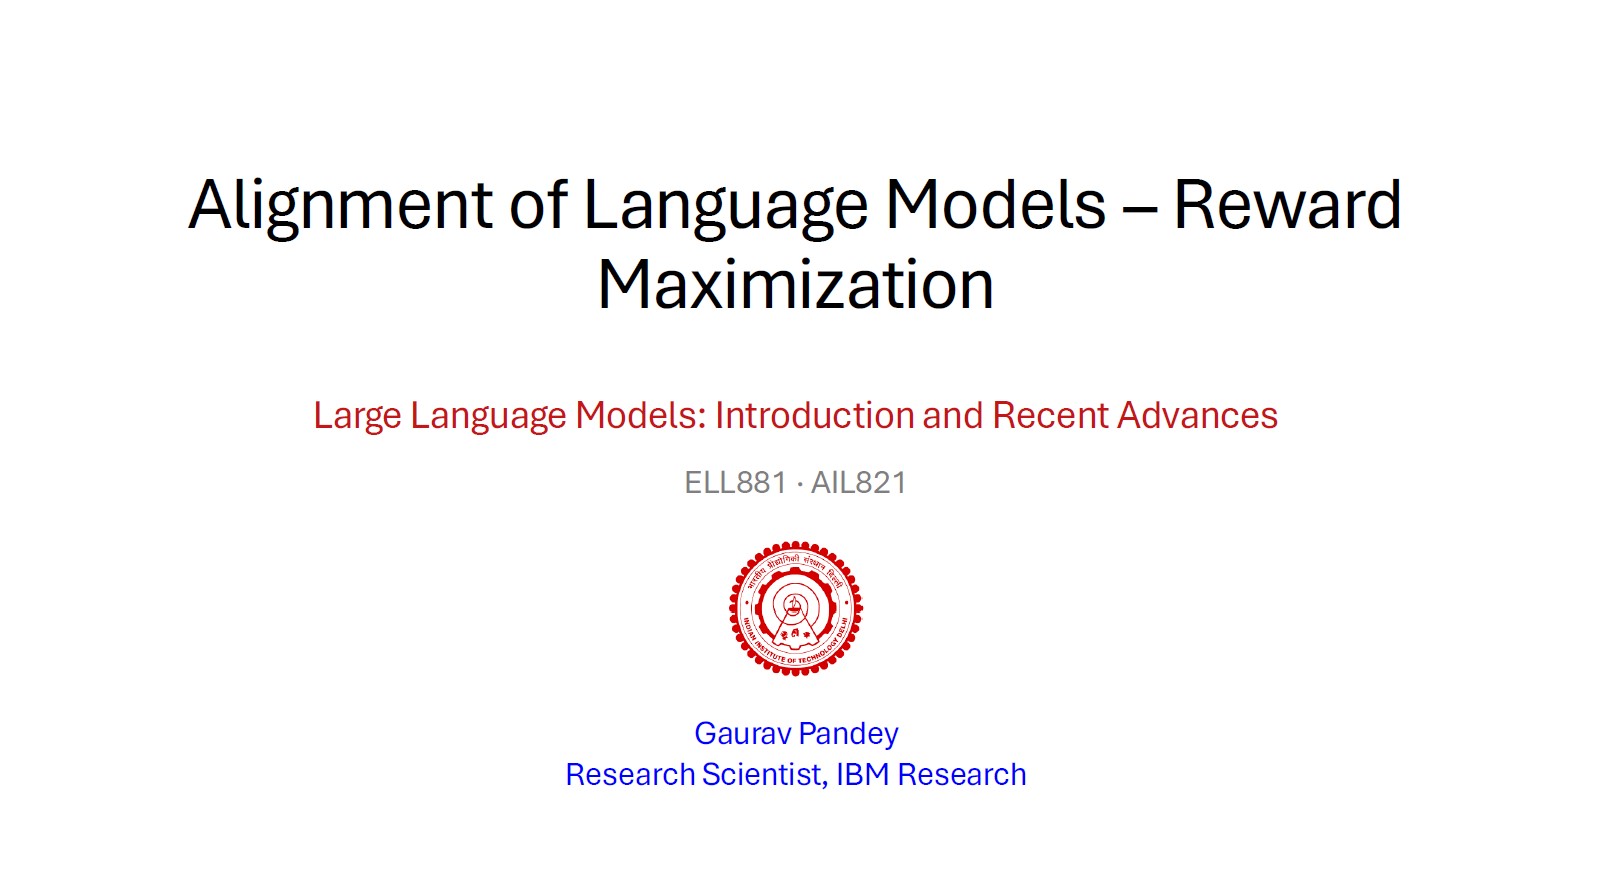 Alignment of Language Models – Reward
Maximization
Large Language Models: Introduction and Recent Advances
ELL881 · AIL821
भारतीय प्रौद्योगिकी संस्थान दिल्ली
INDIAN INSTITUTE OF TECHNOLOGY DELHI
Gaurav Pandey
Research Scientist, IBM Research